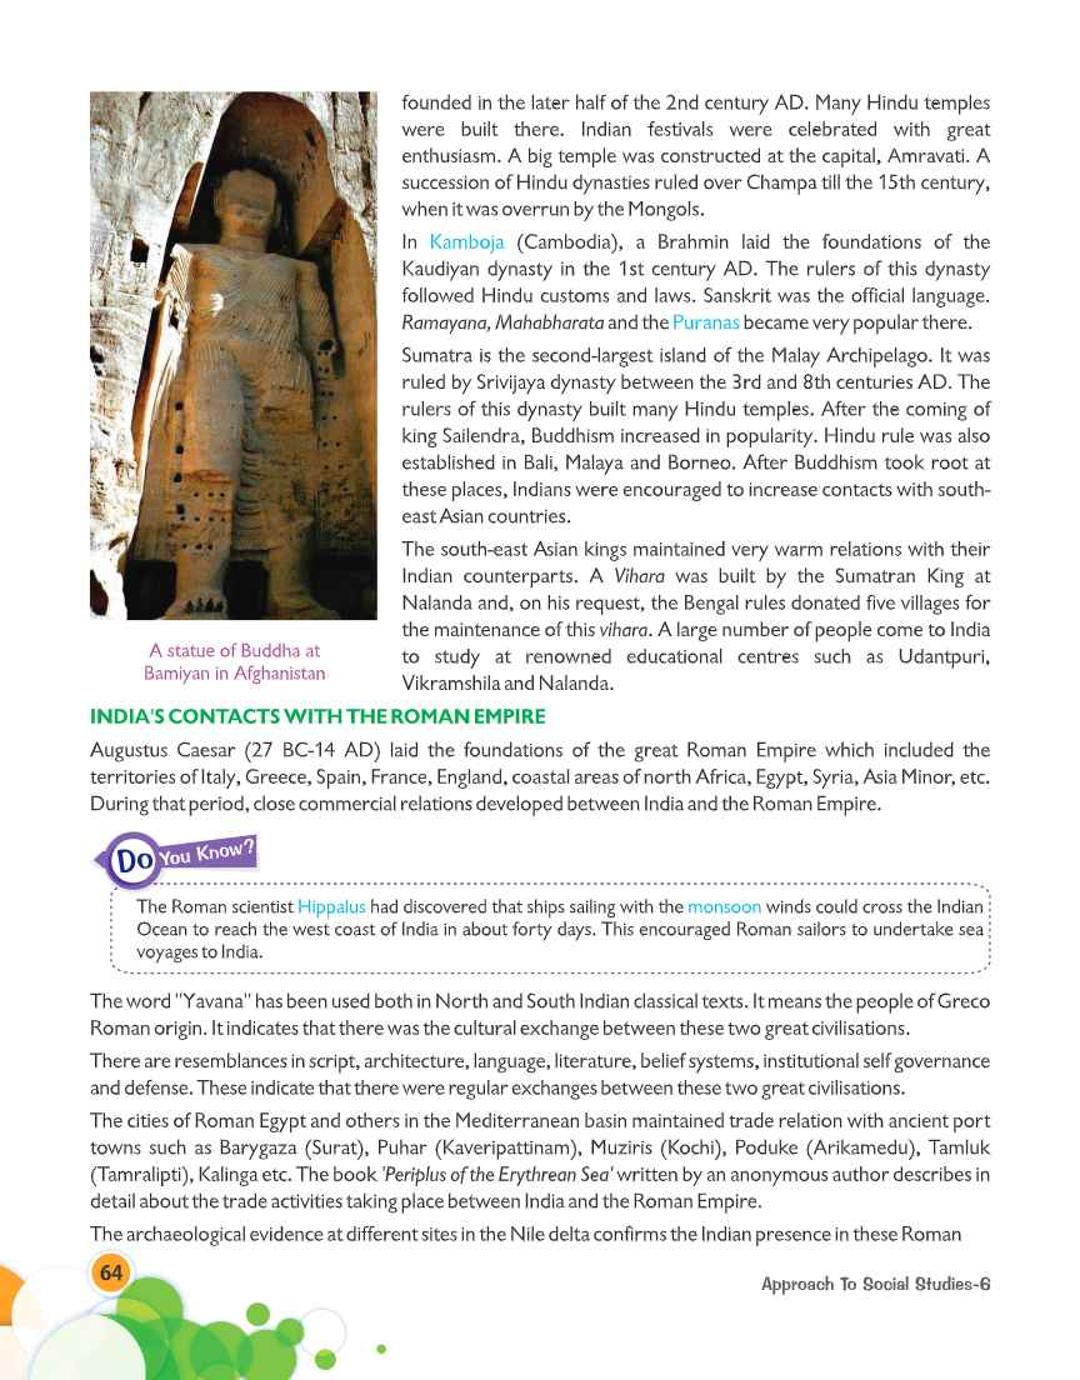 founded in the later half of the 2nd century AD. Many Hindu temples
were built there. Indian festivals were celebrated with great
enthusiasm. A big temple was constructed at the capital, Amravati. A
succession of Hindu dynasties ruled over Champa till the 15th century,
when it was overrun by the Mongols.
In Kamboja (Cambodia), a Brahmin laid the foundations of the
Kaudiyan dynasty in the 1st century AD. The rulers of this dynasty
followed Hindu customs and laws. Sanskrit was the official language.
Ramayana, Mahabharata and the Puranas became very popular there.
Sumatra is the second-largest island of the Malay Archipelago. It was
ruled by Srivijaya dynasty between the 3rd and 8th centuries AD. The
rulers of this dynasty built many Hindu temples. After the coming of
king Sailendra, Buddhism increased in popularity. Hindu rule was also
established in Bali, Malaya and Borneo. After Buddhism took root at
these places, Indians were encouraged to increase contacts with south-
east Asian countries.
The south-east Asian kings maintained very warm relations with their
Indian counterparts. A Vihara was built by the Sumatran King at
Nalanda and, on his request, the Bengal rules donated five villages for
the maintenance of this vihara. A large number of people come to India
to study at renowned educational centres such as Udantpuri,
Vikramshila and Nalanda.
A statue of Buddha at
Bamiyan in Afghanistan
INDIA'S CONTACTS WITH THE ROMAN EMPIRE
Augustus Caesar (27 BC-14 AD) laid the foundations of the great Roman Empire which included the
territories of Italy, Greece, Spain, France, England, coastal areas of north Africa, Egypt, Syria, Asia Minor, etc.
During that period, close commercial relations developed between India and the Roman Empire.
Do You Know?
The Roman scientist Hippalus had discovered that ships sailing with the monsoon winds could cross the Indian
Ocean to reach the west coast of India in about forty days. This encouraged Roman sailors to undertake sea
voyages to India.
The word "Yavana" has been used both in North and South Indian classical texts. It means the people of Greco
Roman origin. It indicates that there was the cultural exchange between these two great civilisations.
There are resemblances in script, architecture, language, literature, belief systems, institutional self governance
and defense. These indicate that there were regular exchanges between these two great civilisations.
The cities of Roman Egypt and others in the Mediterranean basin maintained trade relation with ancient port
towns such as Barygaza (Surat), Puhar (Kaveripattinam), Muziris (Kochi), Poduke (Arikamedu), Tamluk
(Tamralipti), Kalinga etc. The book 'Periplus of the Erythrean Sea' written by an anonymous author describes in
detail about the trade activities taking place between India and the Roman Empire.
The archaeological evidence at different sites in the Nile delta confirms the Indian presence in these Roman
64
Approach To Social Studies-6